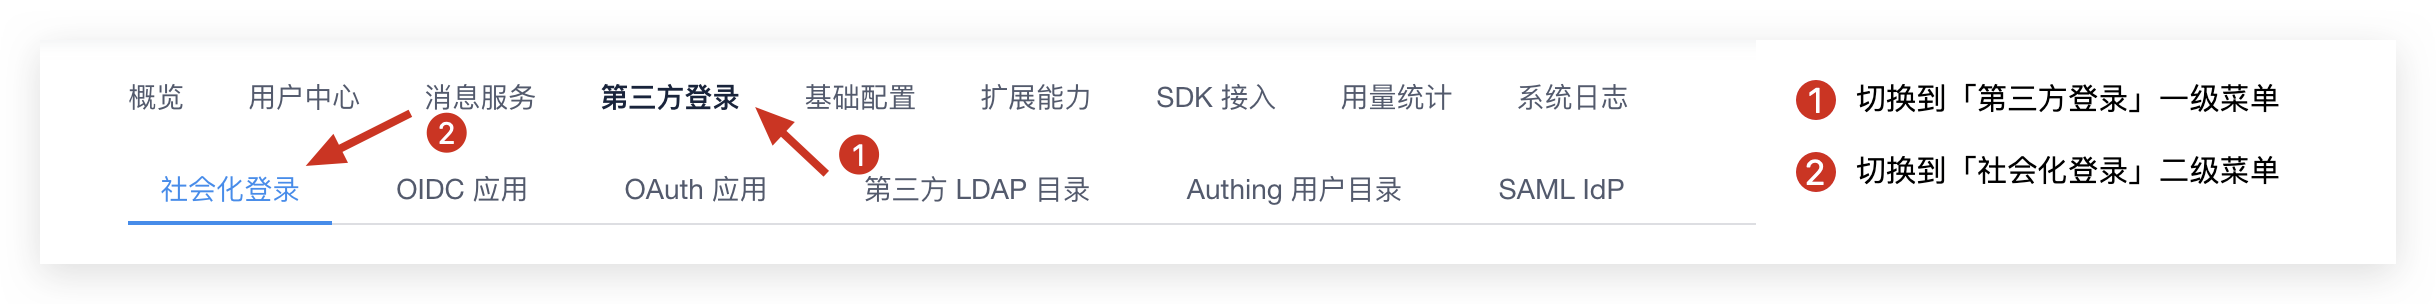 概览 用户中心 消息服务 第三方登录 基础配置 扩展能力 SDK 接入 用量统计 系统日志
2
1
社会化登录 OIDC 应用 OAuth 应用 第三方 LDAP 目录 Authing 用户目录 SAML IdP
1 切换到「第三方登录」一级菜单
2 切换到「社会化登录」二级菜单